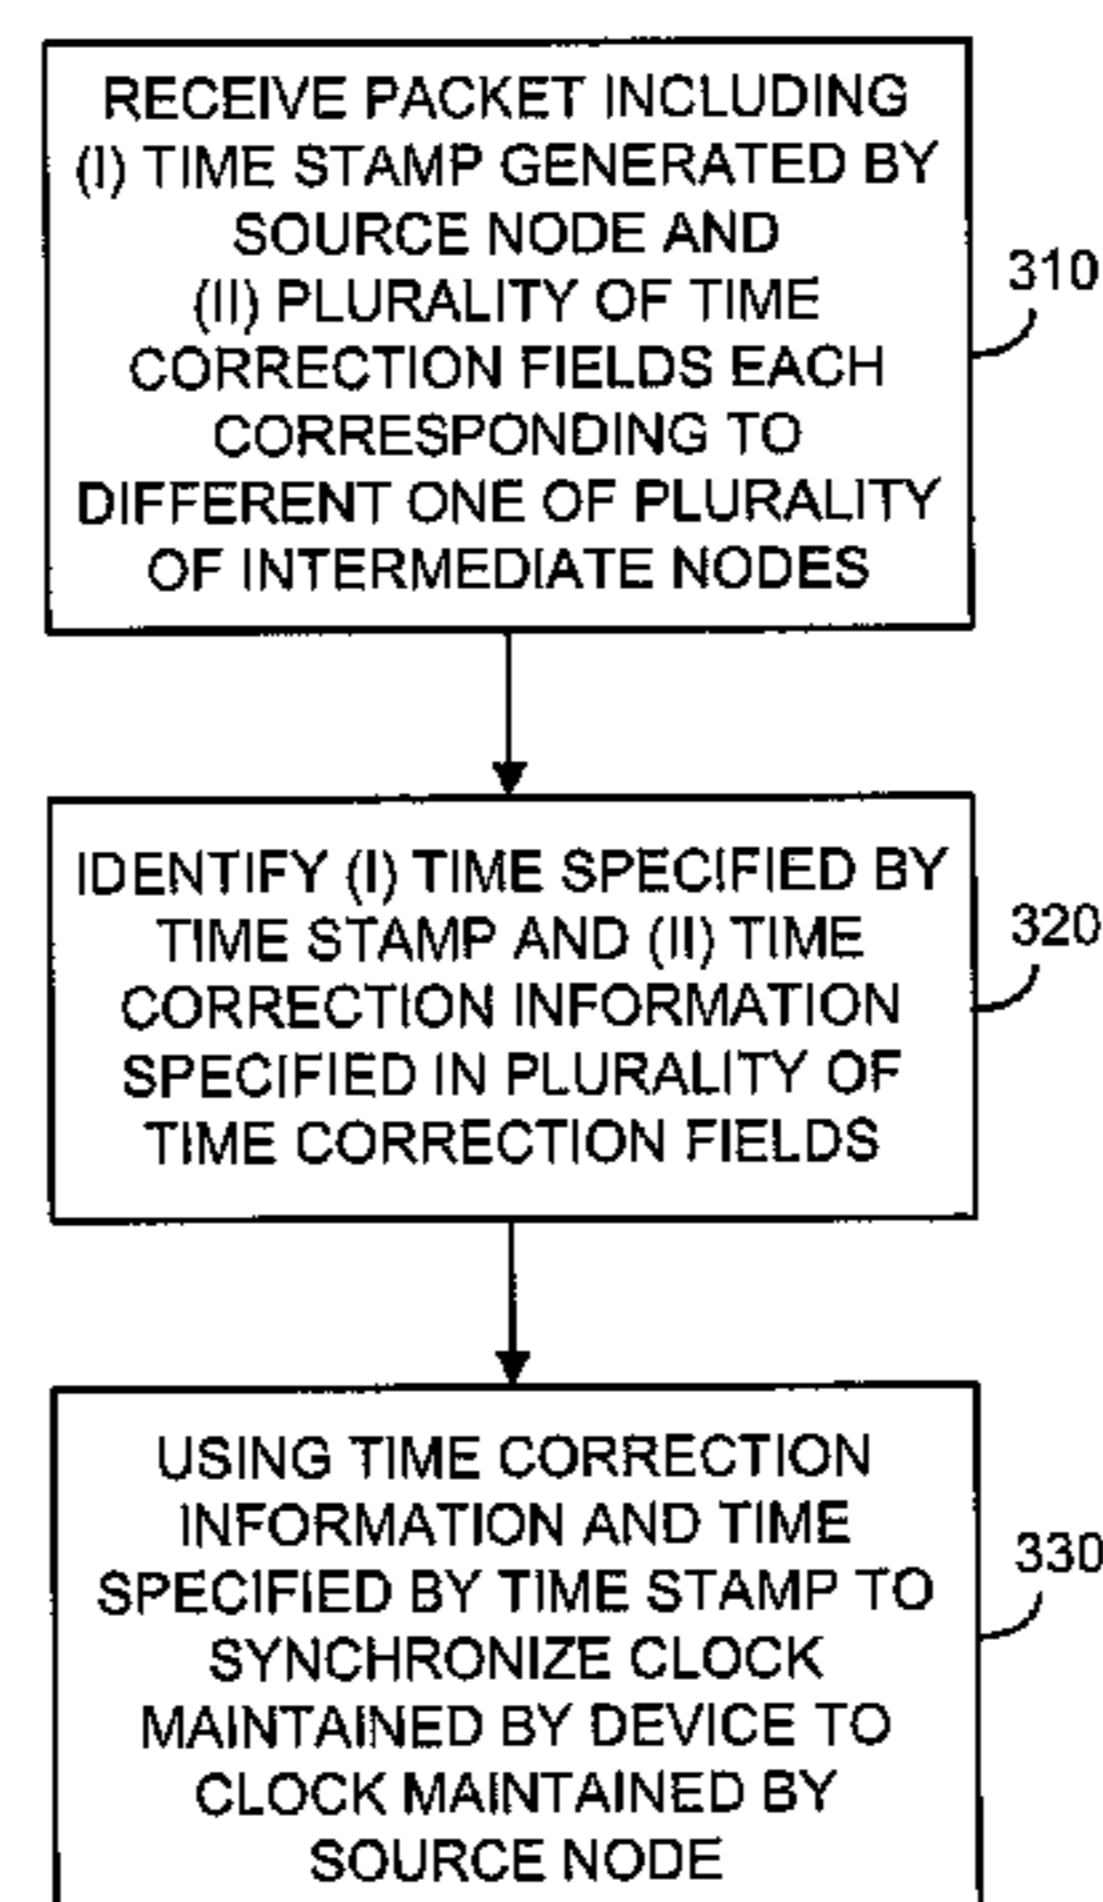 RECEIVE PACKET INCLUDING
(I) TIME STAMP GENERATED BY
SOURCE NODE AND
(II) PLURALITY OF TIME
CORRECTION FIELDS EACH
CORRESPONDING TO
DIFFERENT ONE OF PLURALITY
OF INTERMEDIATE NODES
310
IDENTIFY (I) TIME SPECIFIED BY
TIME STAMP AND (II) TIME
CORRECTION INFORMATION
SPECIFIED IN PLURALITY OF
TIME CORRECTION FIELDS
320
USING TIME CORRECTION
INFORMATION AND TIME
SPECIFIED BY TIME STAMP TO
SYNCHRONIZE CLOCK
MAINTAINED BY DEVICE TO
CLOCK MAINTAINED BY
SOURCE NODE
330